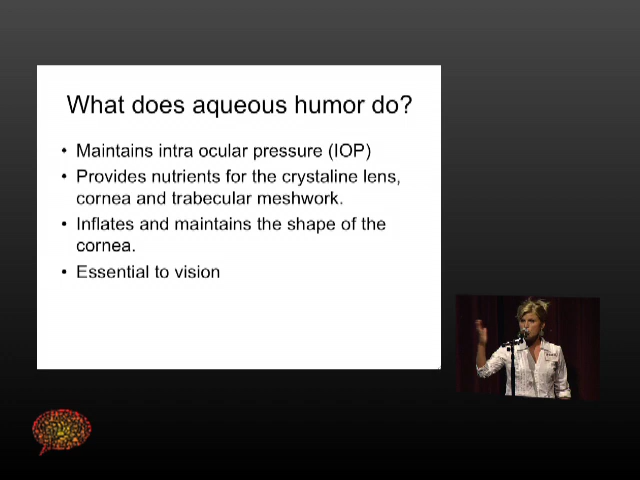 What does aqueous humor do?
• Maintains intra ocular pressure (IOP)
• Provides nutrients for the crystaline lens,
cornea and trabecular meshwork.
• Inflates and maintains the shape of the
cornea.
• Essential to vision